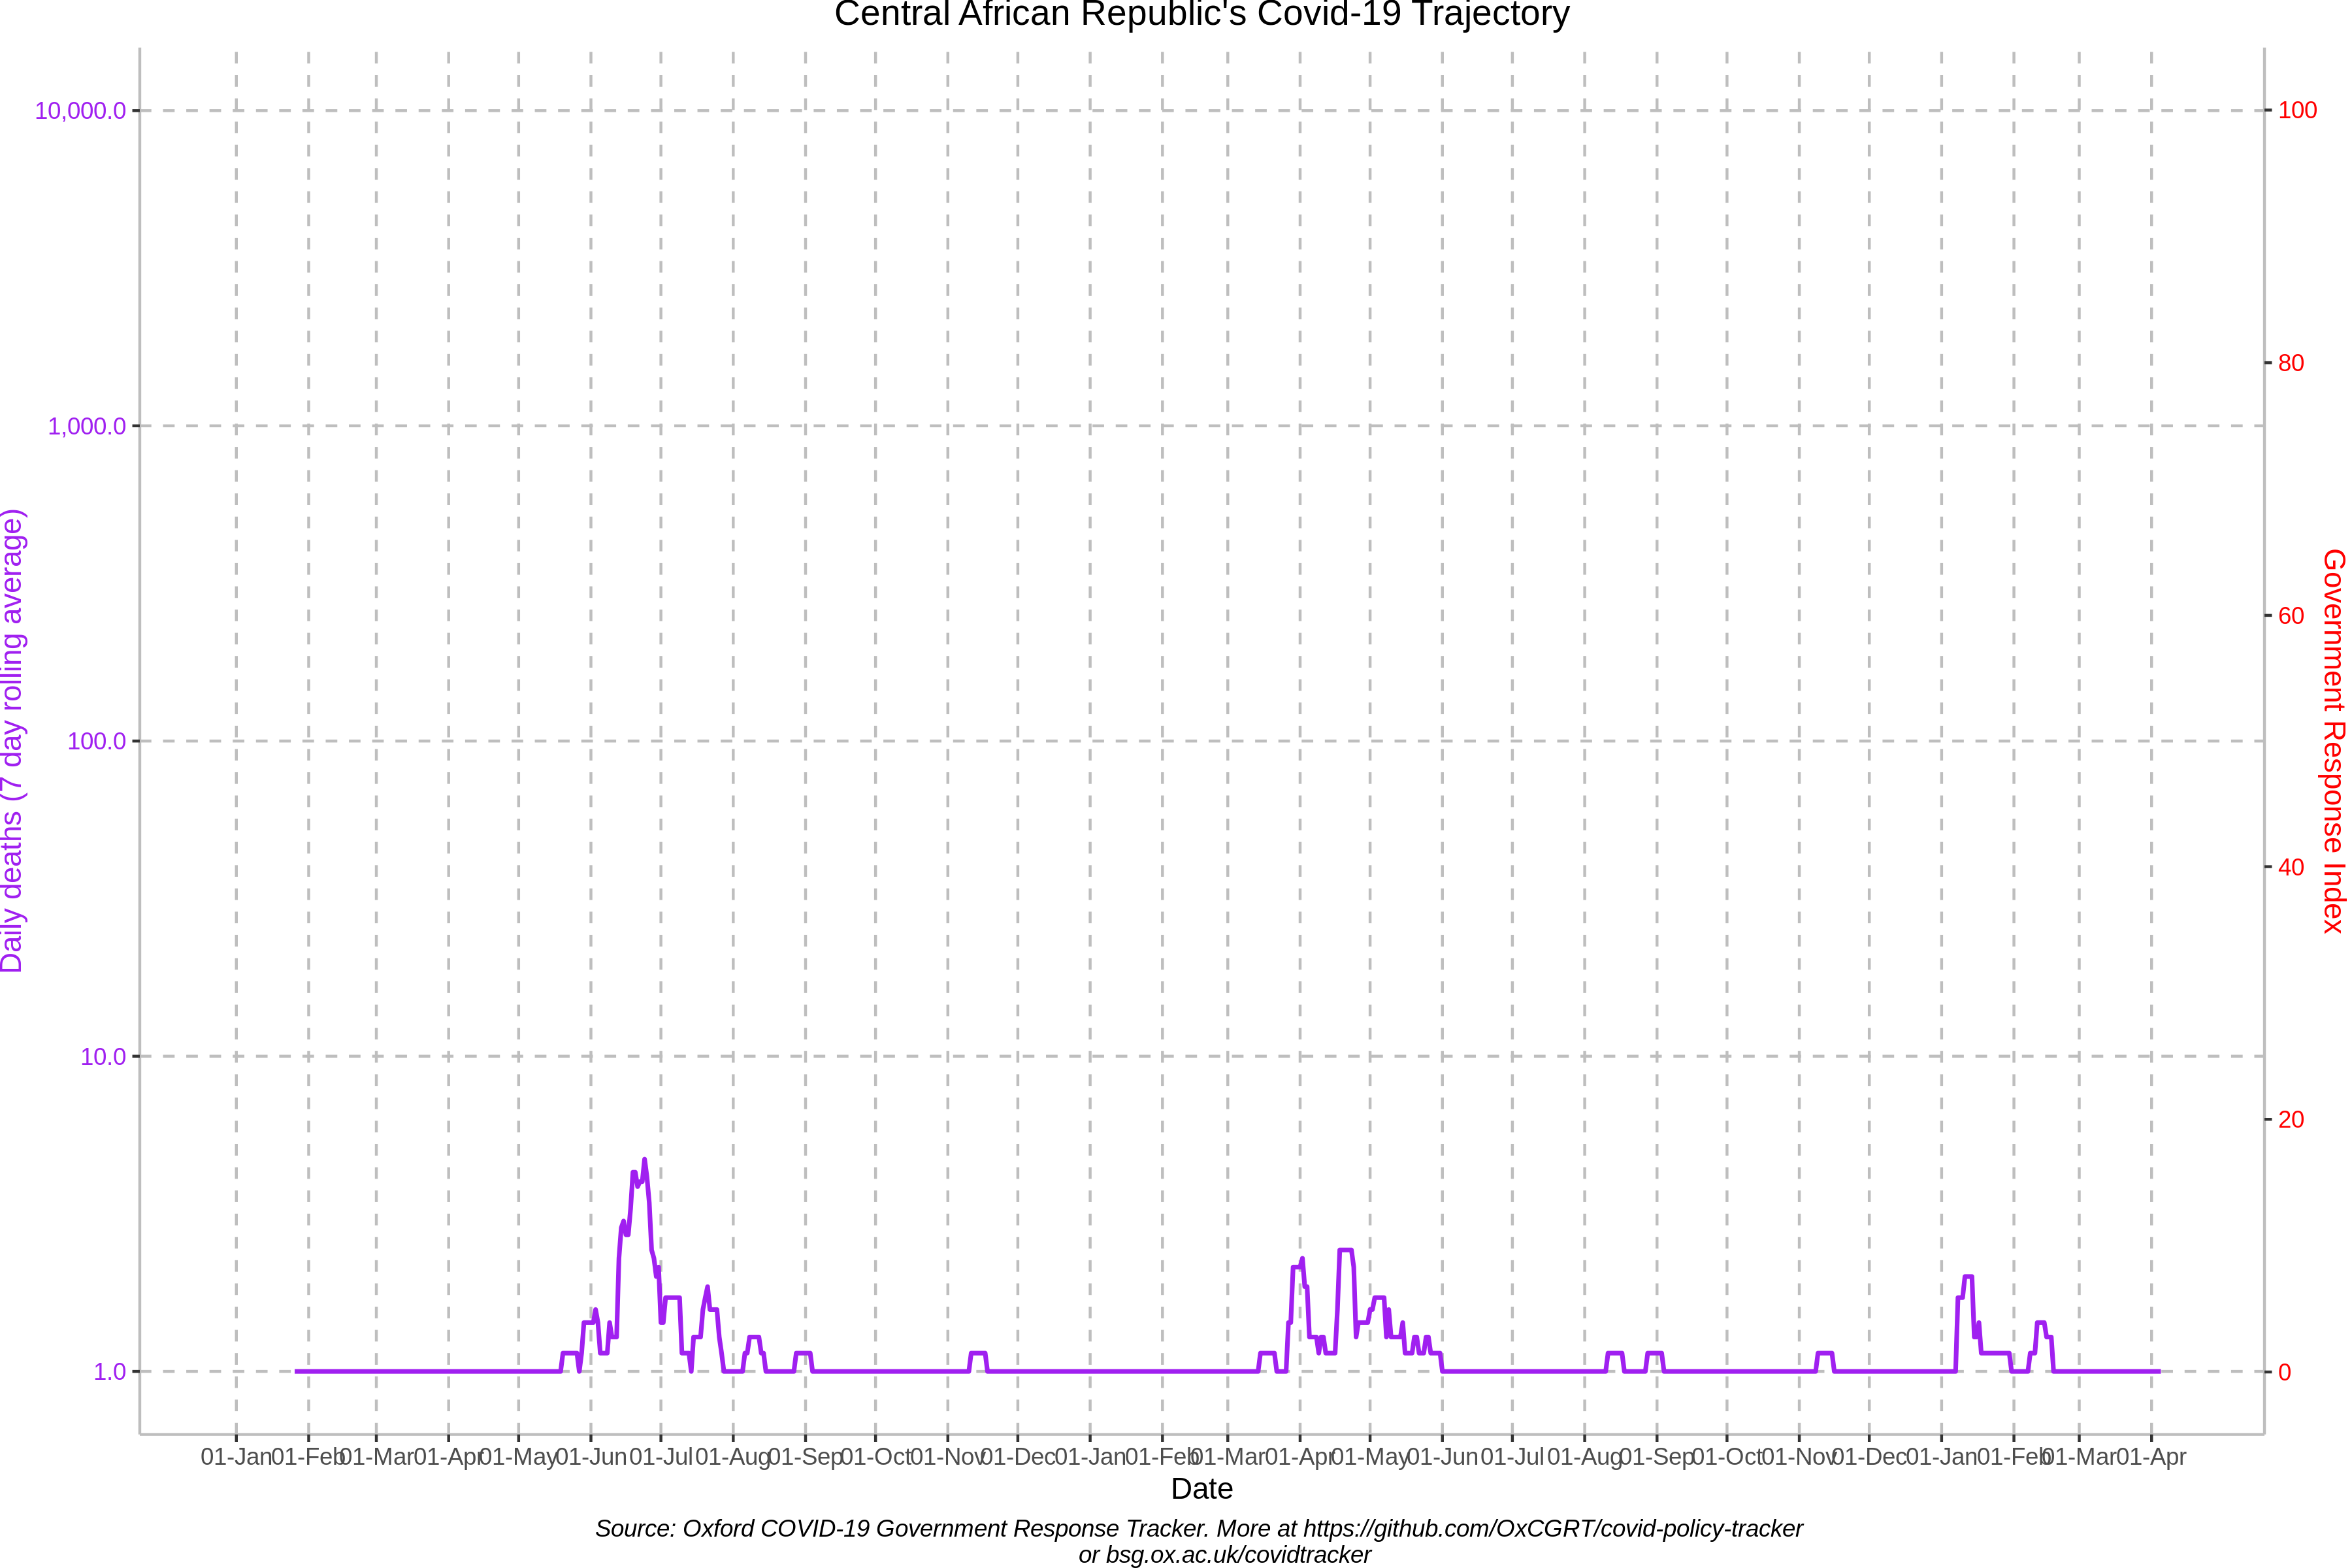 Central African Republic's Covid-19 Trajectory
10,000.0
1,000.0
100.0
10.0
1.0
Daily deaths (7 day rolling average)
100
80
60
40
20
0
Government Response Index
01-Jan 01-Feb 01-Mar 01-Apr 01-May 01-Jun 01-Jul 01-Aug 01-Sep 01-Oct 01-Nov 01-Dec 01-Jan 01-Feb 01-Mar 01-Apr 01-May 01-Jun 01-Jul 01-Aug 01-Sep 01-Oct 01-Nov 01-Dec 01-Jan 01-Feb 01-Mar 01-Apr
Date
Source: Oxford COVID-19 Government Response Tracker. More at https://github.com/OxCGRT/covid-policy-tracker
or bsg.ox.ac.uk/covidtracker